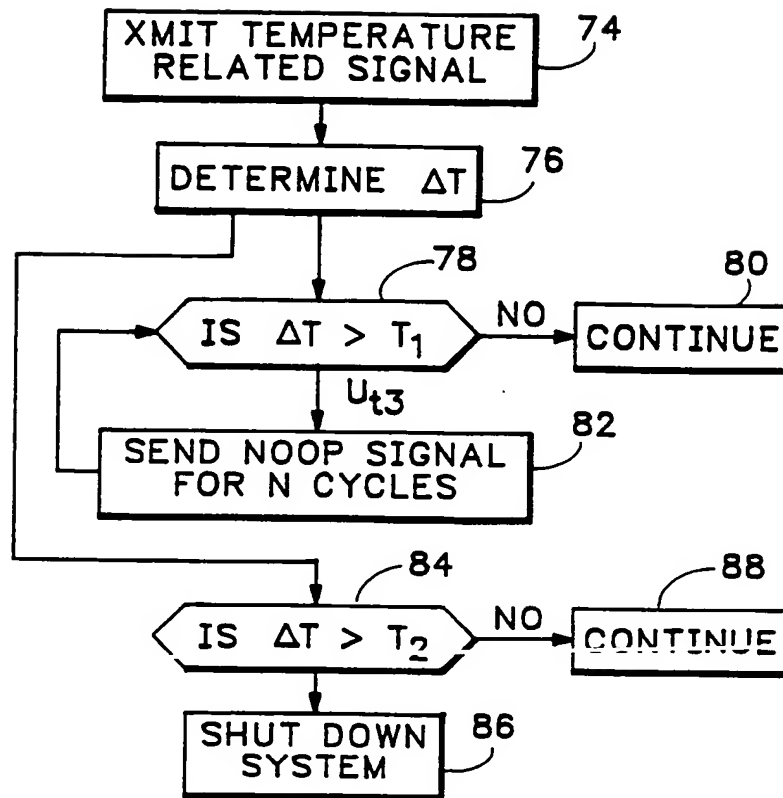 XMIT TEMPERATURE
RELATED SIGNAL
74
DETERMINE ΔT
76
78
IS ΔT > T1
NO
80
CONTINUE
Ut3
SEND NOOP SIGNAL
FOR N CYCLES
82
84
IS ΔT > T2
NO
88
CONTINUE
SHUT DOWN
SYSTEM
86